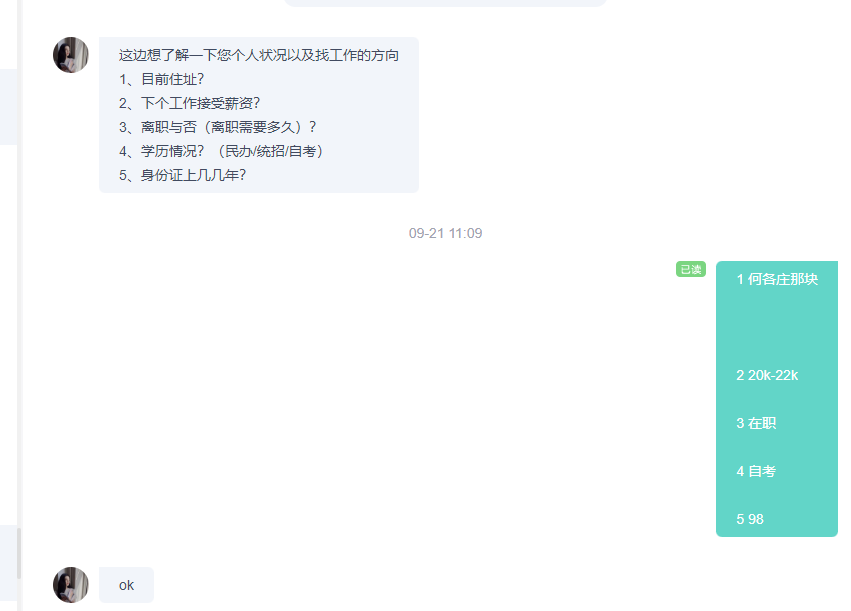 这边想了解一下您个人状况以及找工作的方向
1、目前住址?
2、下个工作接受薪资?
3、离职与否（离职需要多久）?
4、学历情况? （民办/统招/自考）
5、身份证上几几年?
09-21 11:09
已读
1 何各庄那块
2 20k-22k
3 在职
4 自考
5 98
ok